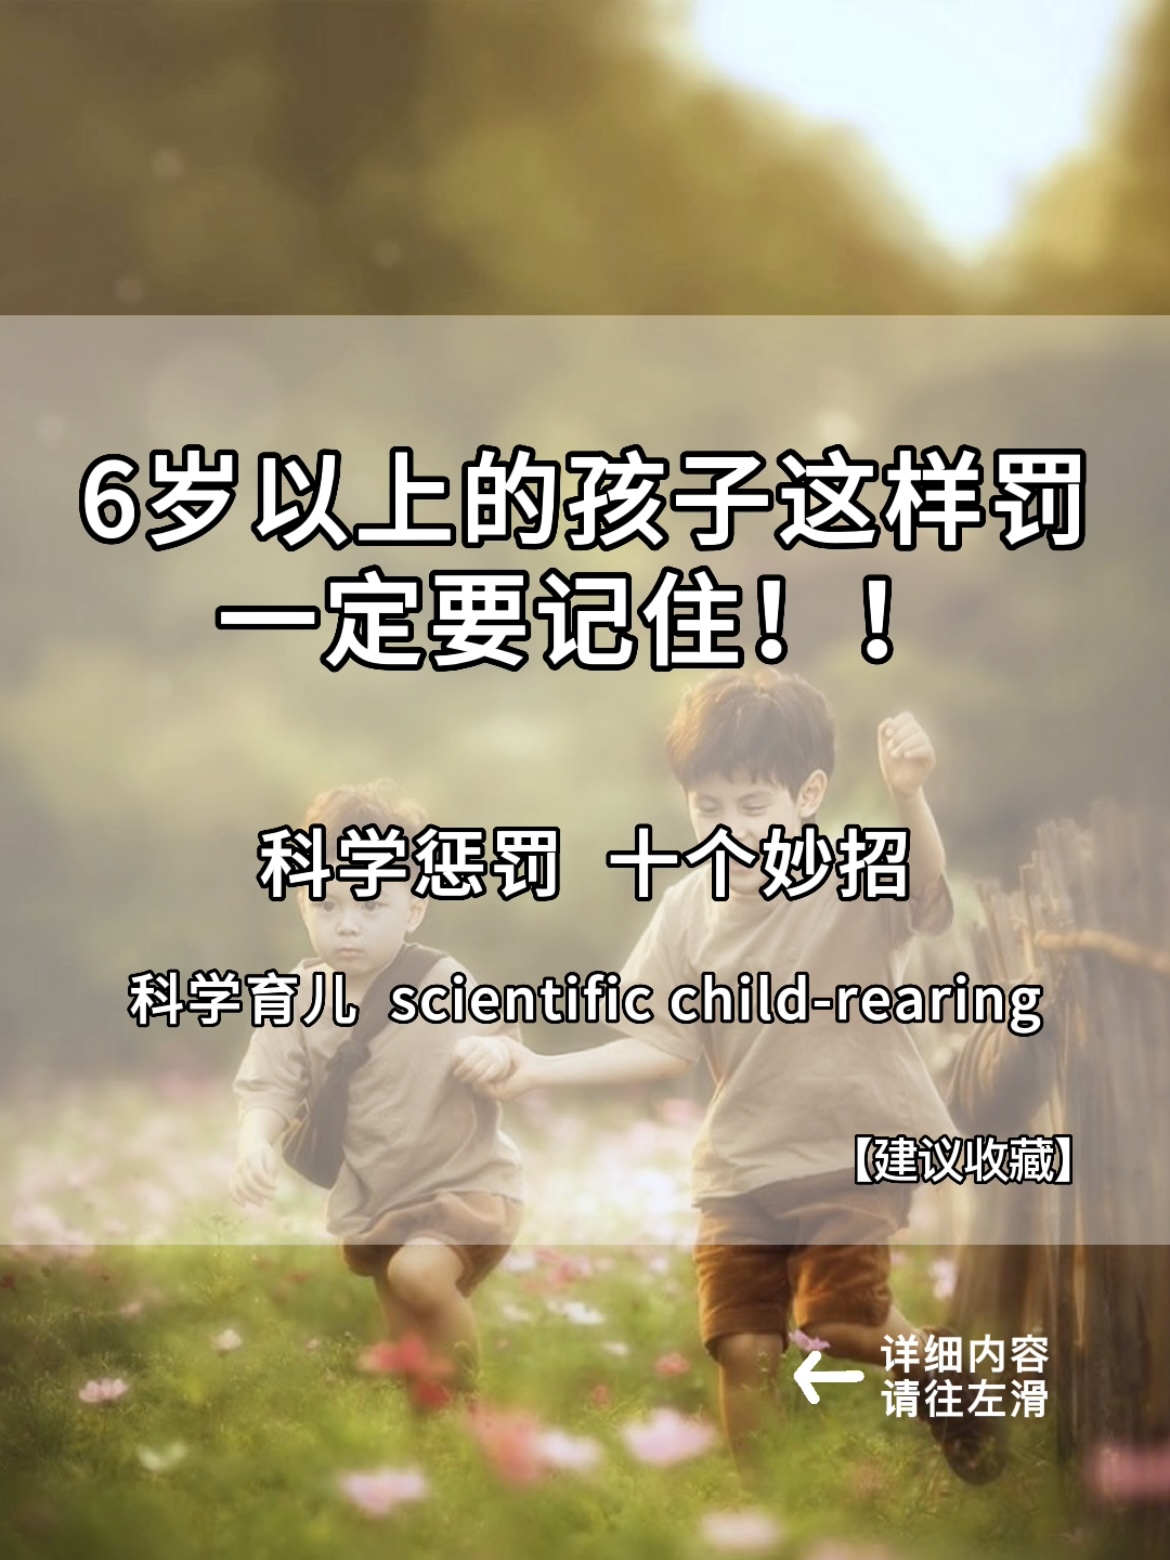 6岁以上的孩子这样罚
一定要记住！！
科学惩罚 十个妙招
科学育儿 scientific child-rearing
【建议收藏】
详细内容
请往左滑